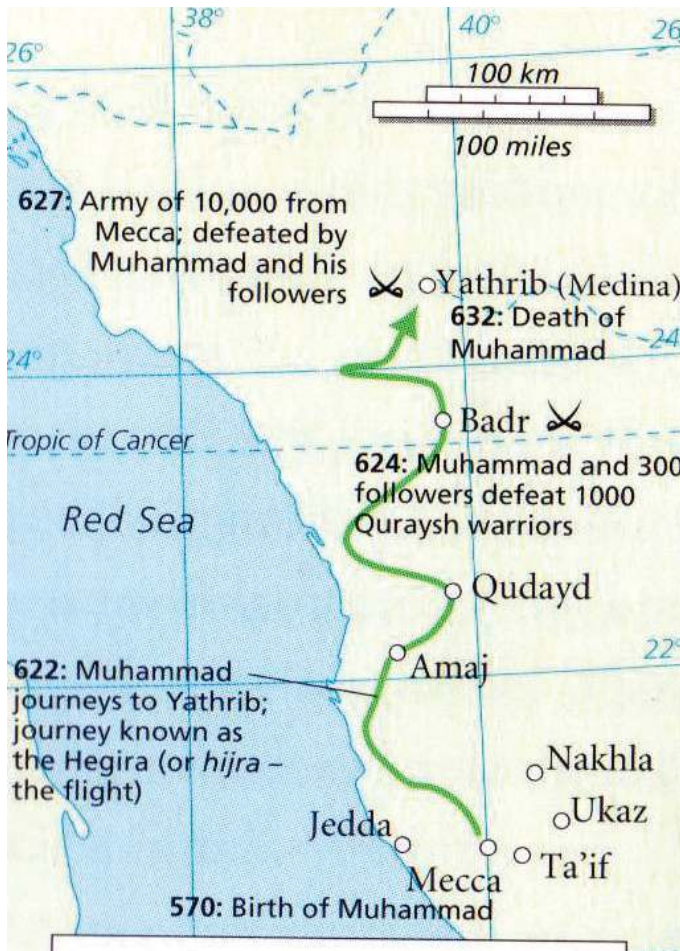 38°
40°
26°
26
100 km
100 miles
627: Army of 10,000 from
Mecca; defeated by
Muhammad and his
followers
Yathrib (Medina)
632: Death of
Muhammad
24°
24
Badr
Tropic of Cancer
624: Muhammad and 300
followers defeat 1000
Quraysh warriors
Red Sea
Qudayd
Amaj
22°
622: Muhammad
journeys to Yathrib;
journey known as
the Hegira (or hijra –
the flight)
Nakhla
Ukaz
Jedda
Mecca
Ta'if
570: Birth of Muhammad